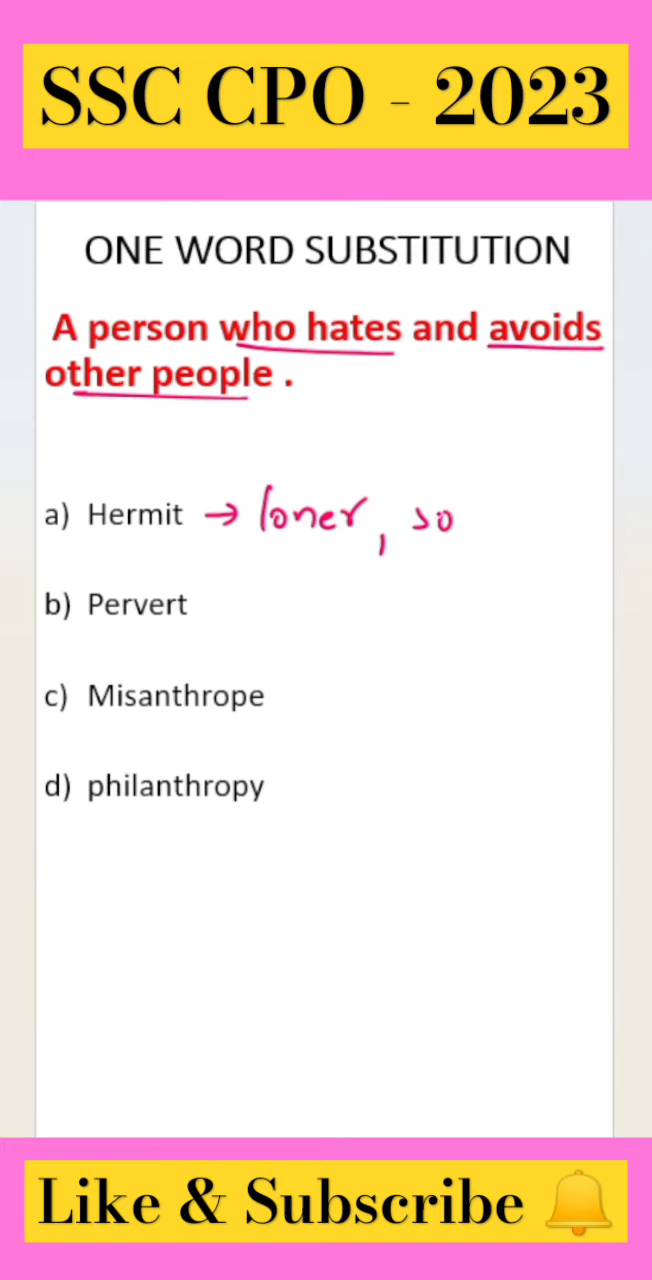 SSC CPO - 2023
ONE WORD SUBSTITUTION
A person who hates and avoids
other people .
a) Hermit → loner, so
b) Pervert
c) Misanthrope
d) philanthropy
Like & Subscribe 🔔